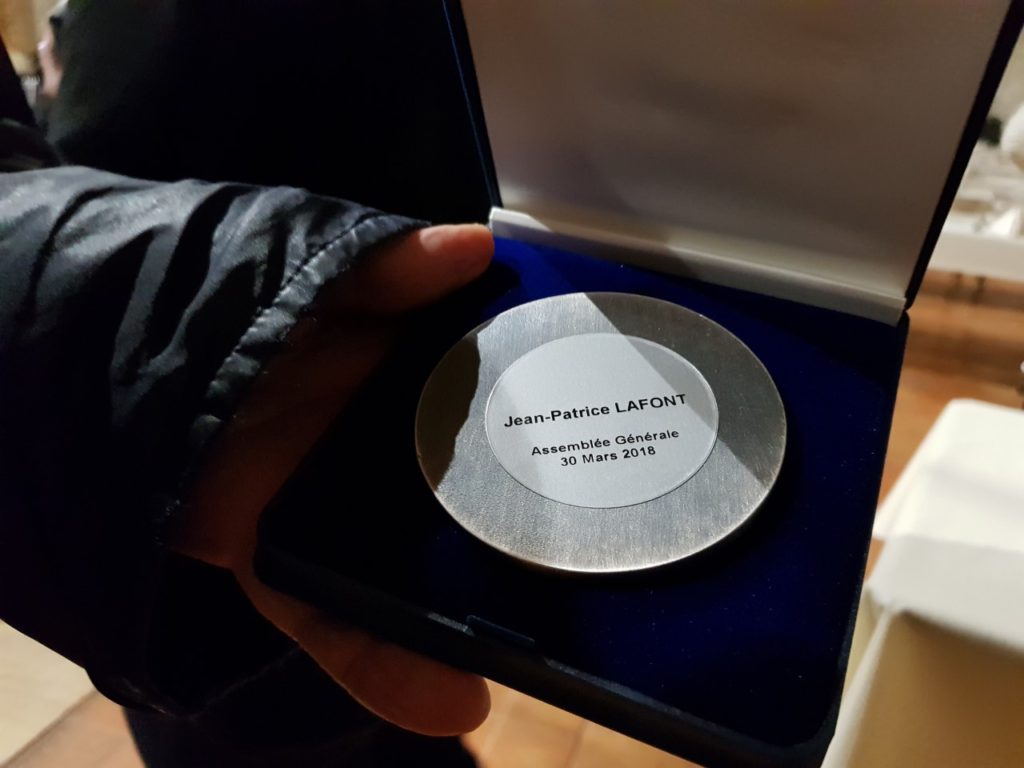 Jean-Patrice LAFONT
Assemblée Générale
30 Mars 2018